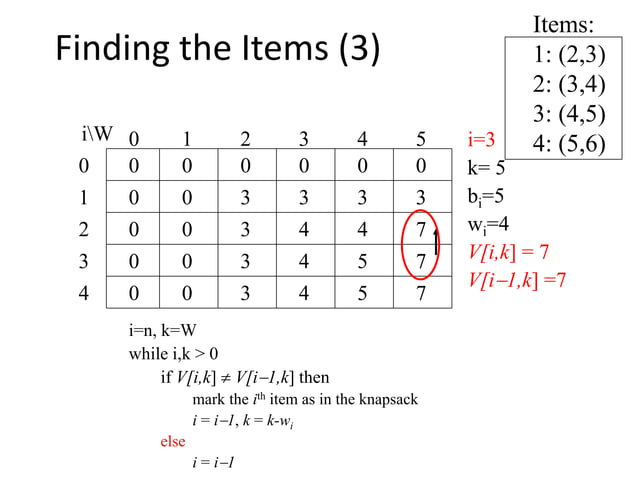 Finding the Items (3)
Items:
1: (2,3)
2: (3,4)
3: (4,5)
4: (5,6)
i\W 0 1 2 3 4 5
0 0 0 0 0 0 0
1 0 0 3 3 3 3
2 0 0 3 4 4 7
3 0 0 3 4 5 7
4 0 0 3 4 5 7
i=3
k= 5
bi=5
wi=4
V[i,k] = 7
V[i−1,k] =7
i=n, k=W
while i,k > 0
if V[i,k] ≠ V[i−1,k] then
mark the ith item as in the knapsack
i = i−1, k = k-wi
else
i = i−1